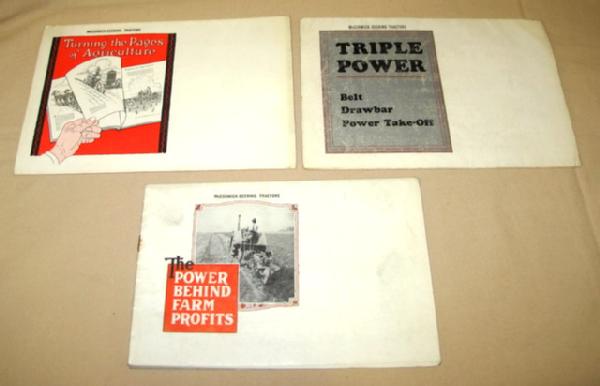 McCORMICK-DEERING TRACTORS
Turning the Pages
of Agriculture
McCORMICK-DEERING TRACTORS
TRIPLE
POWER
Belt
Drawbar
Power Take-Off
McCORMICK-DEERING TRACTORS
The
POWER
BEHIND
FARM
PROFITS